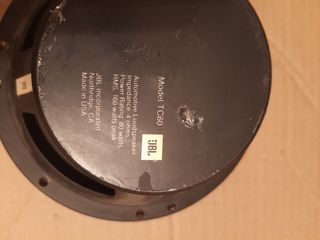 Model TC60
JBL
Automotive Loudspeaker
Impedance: 4 ohms
Power Rating: 80 watts
RMS, 160 watts peak
JBL Incorporated
Northridge, CA
Made in USA